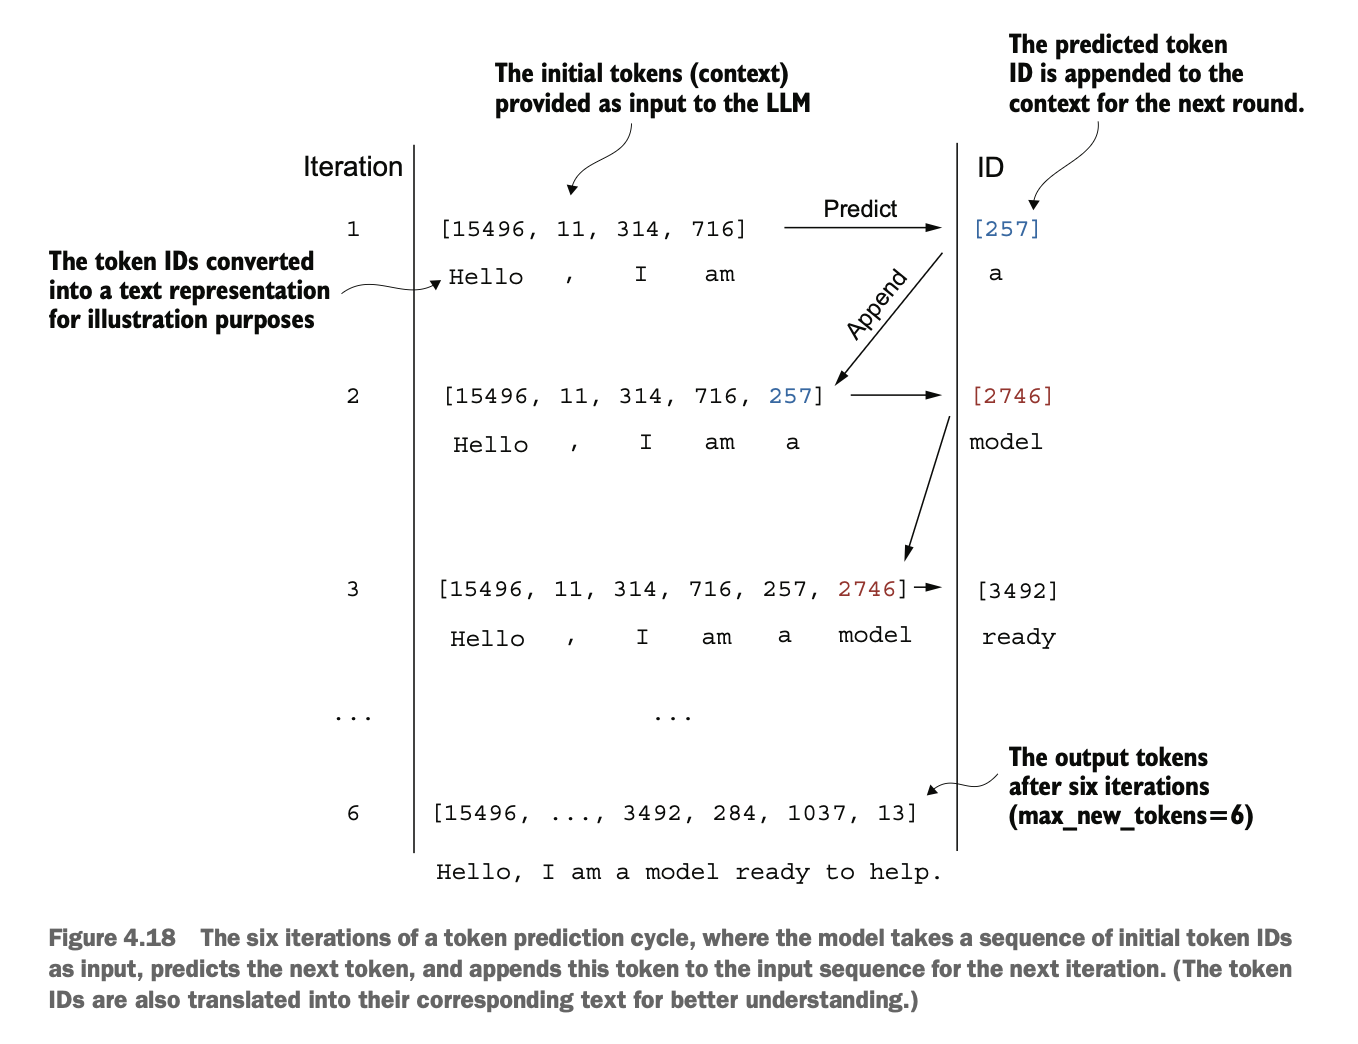 The initial tokens (context)
provided as input to the LLM
The predicted token
ID is appended to the
context for the next round.
Iteration
ID
1
[15496, 11, 314, 716]
Predict
[257]
Hello , I am
a
The token IDs converted
into a text representation
for illustration purposes
Append
2
[15496, 11, 314, 716, 257]
[2746]
Hello , I am a
model
3
[15496, 11, 314, 716, 257, 2746]
[3492]
Hello , I am a model
ready
...
...
The output tokens
after six iterations
(max_new_tokens=6)
6
[15496, ..., 3492, 284, 1037, 13]
Hello, I am a model ready to help.
Figure 4.18 The six iterations of a token prediction cycle, where the model takes a sequence of initial token IDs
as input, predicts the next token, and appends this token to the input sequence for the next iteration. (The token
IDs are also translated into their corresponding text for better understanding.)